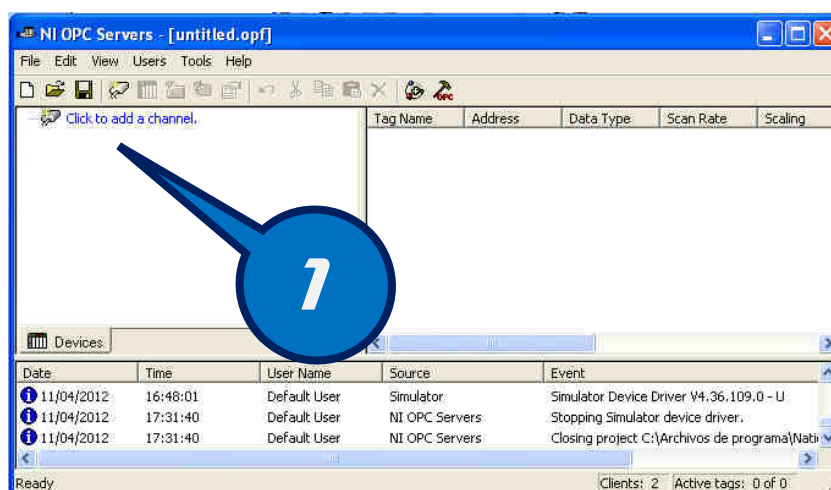 NI OPC Servers - [untitled.opf]
File Edit View Users Tools Help
Click to add a channel.
Tag Name Address Data Type Scan Rate Scaling
1
Devices
Date Time User Name Source Event
11/04/2012 16:48:01 Default User Simulator Simulator Device Driver V4.36.109.0 - U
11/04/2012 17:31:40 Default User NI OPC Servers Stopping Simulator device driver.
11/04/2012 17:31:40 Default User NI OPC Servers Closing project C:\Archivos de programa\Nati
Ready Clients: 2 Active tags: 0 of 0